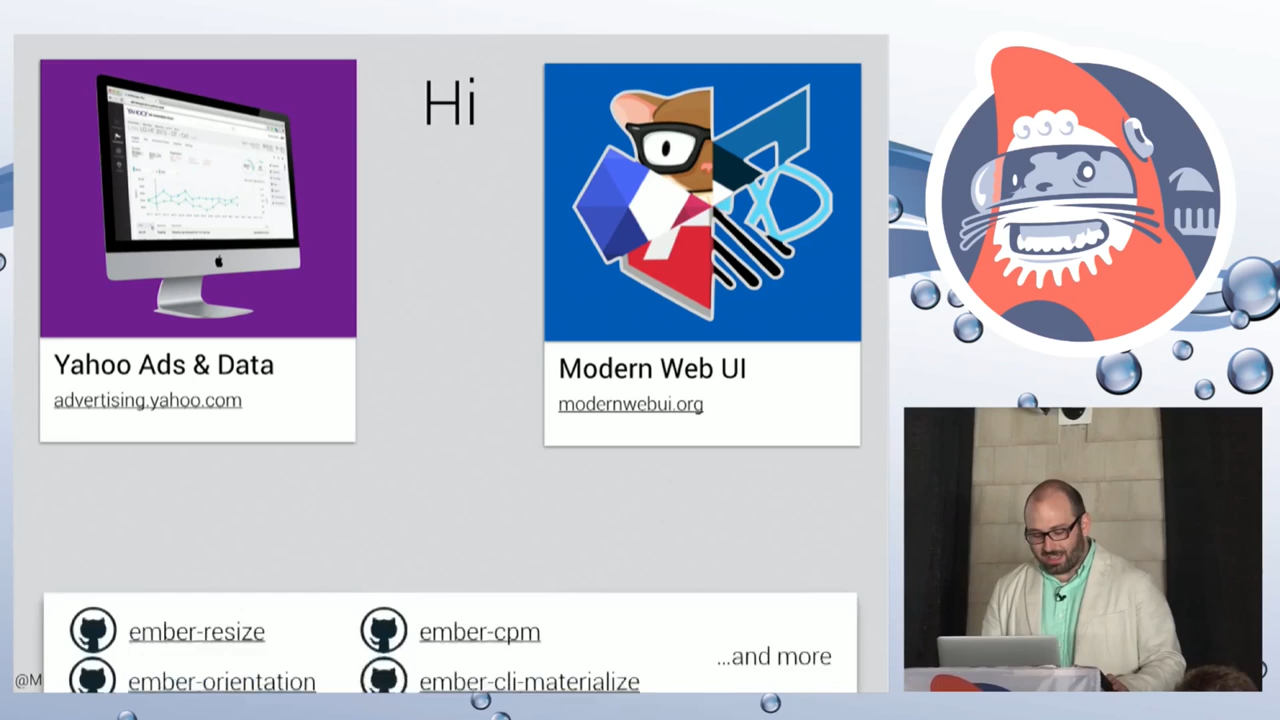 Hi
Yahoo Ads & Data
advertising.yahoo.com
Modern Web UI
modernwebui.org
ember-resize
ember-cpm
...and more
@M
ember-orientation
ember-cli-materialize